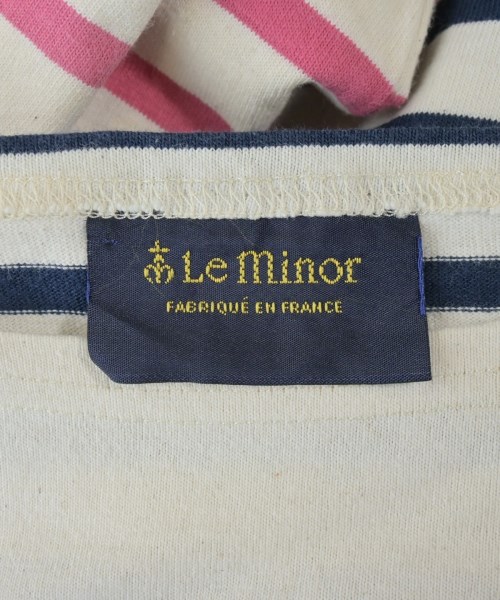 Le Minor
FABRIQUÉ EN FRANCE